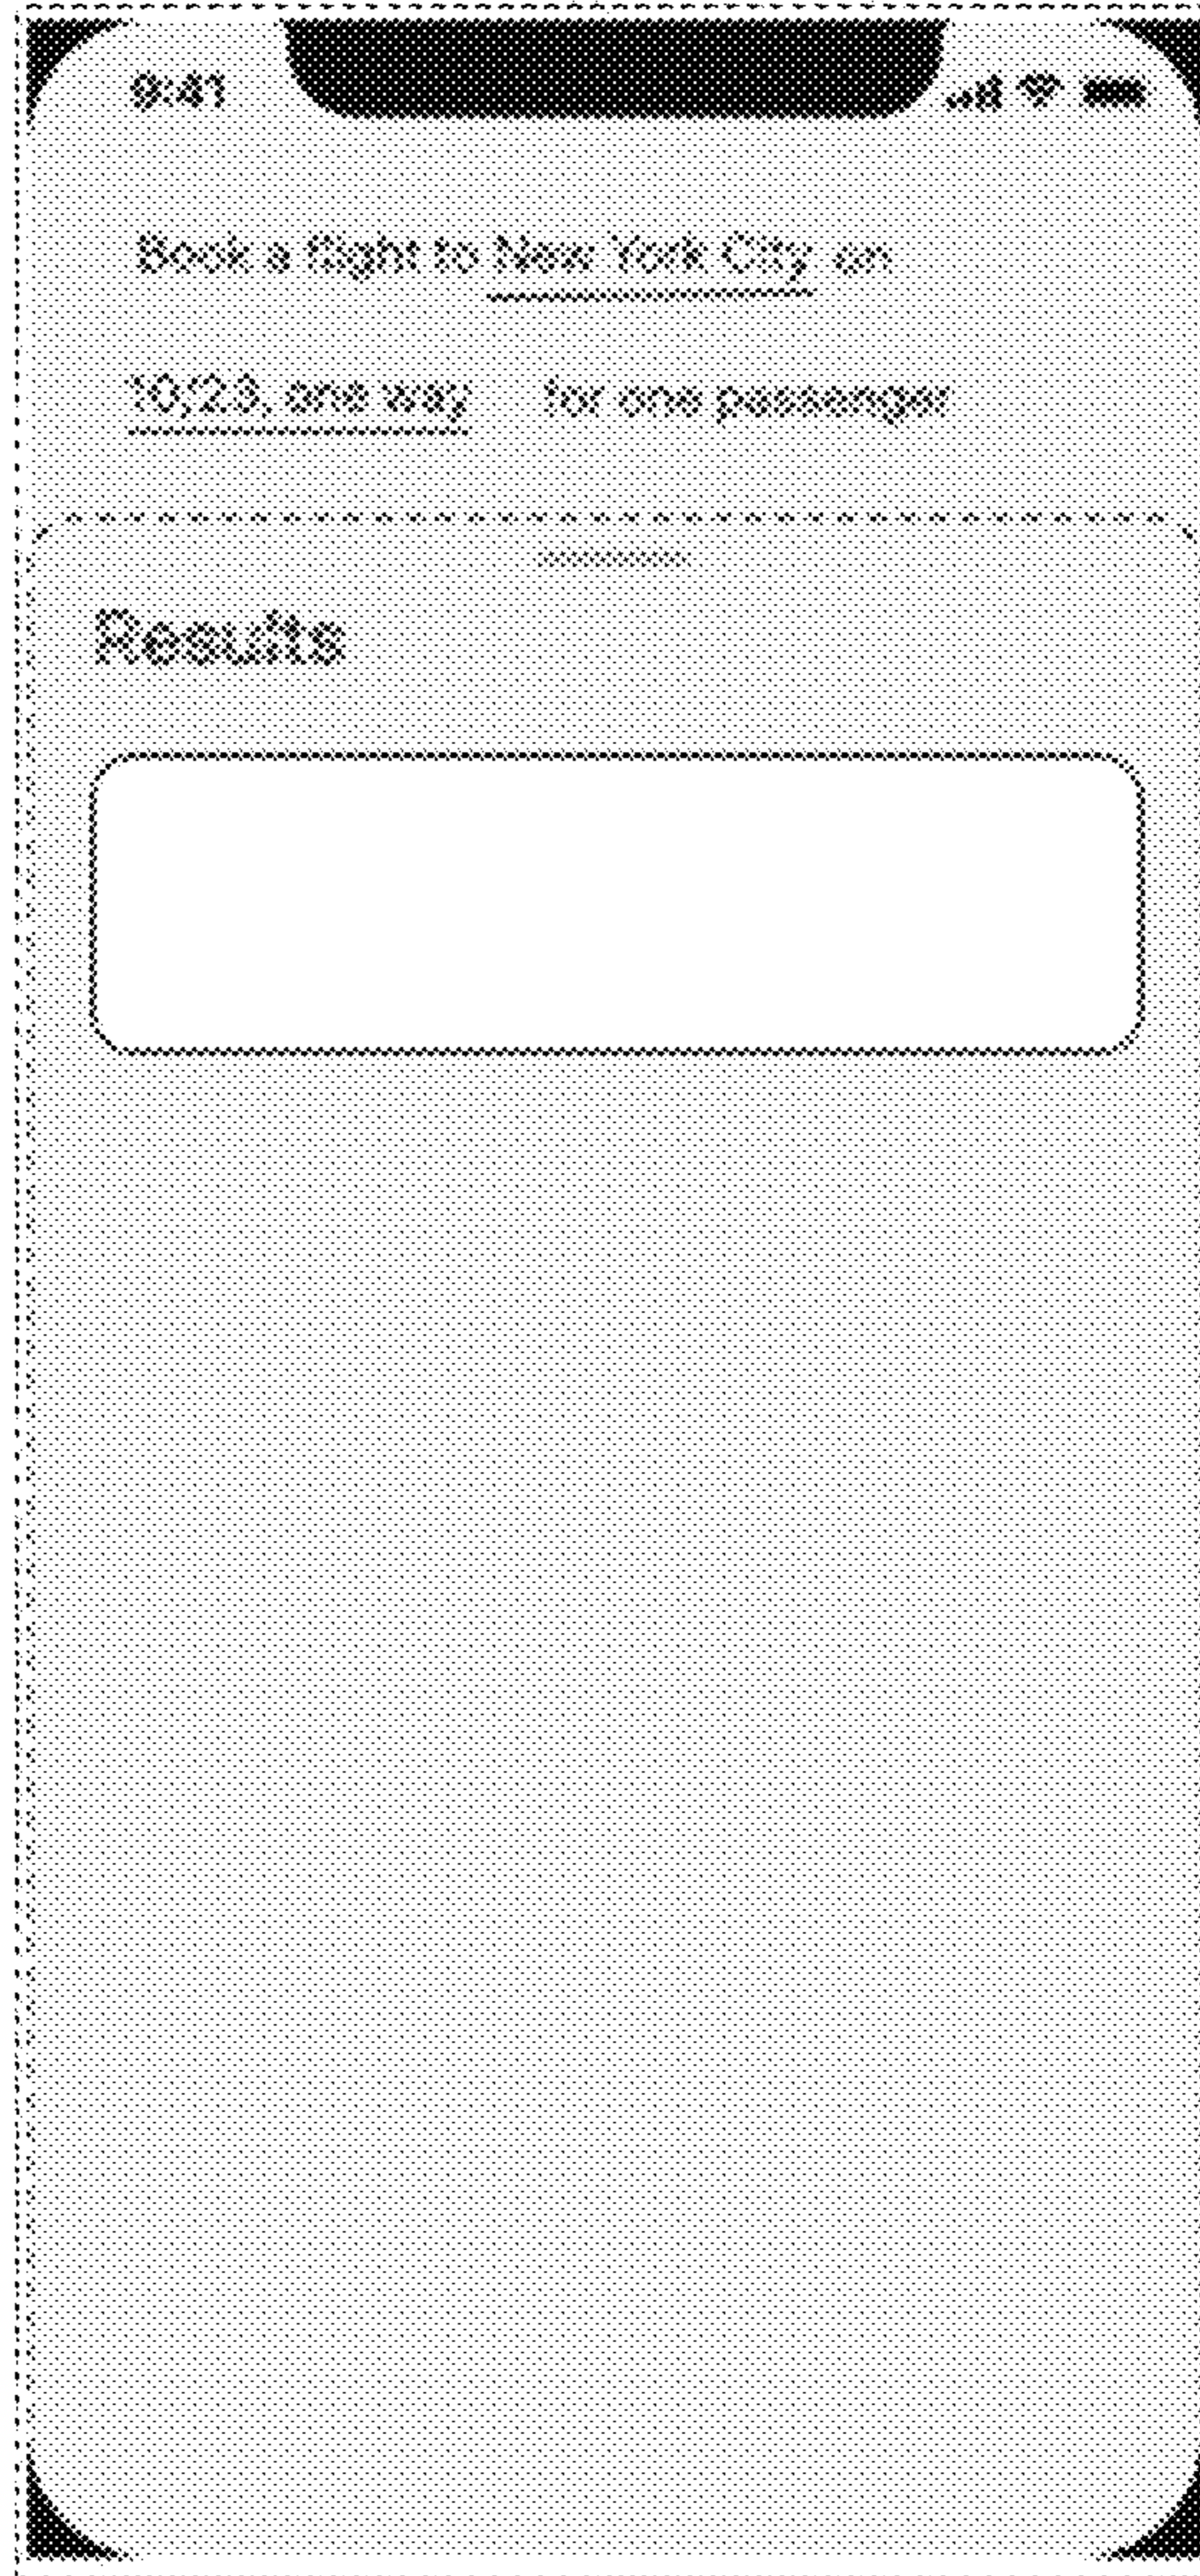 9:41
Book a flight to New York City on
10/23, one way for one passenger
Results